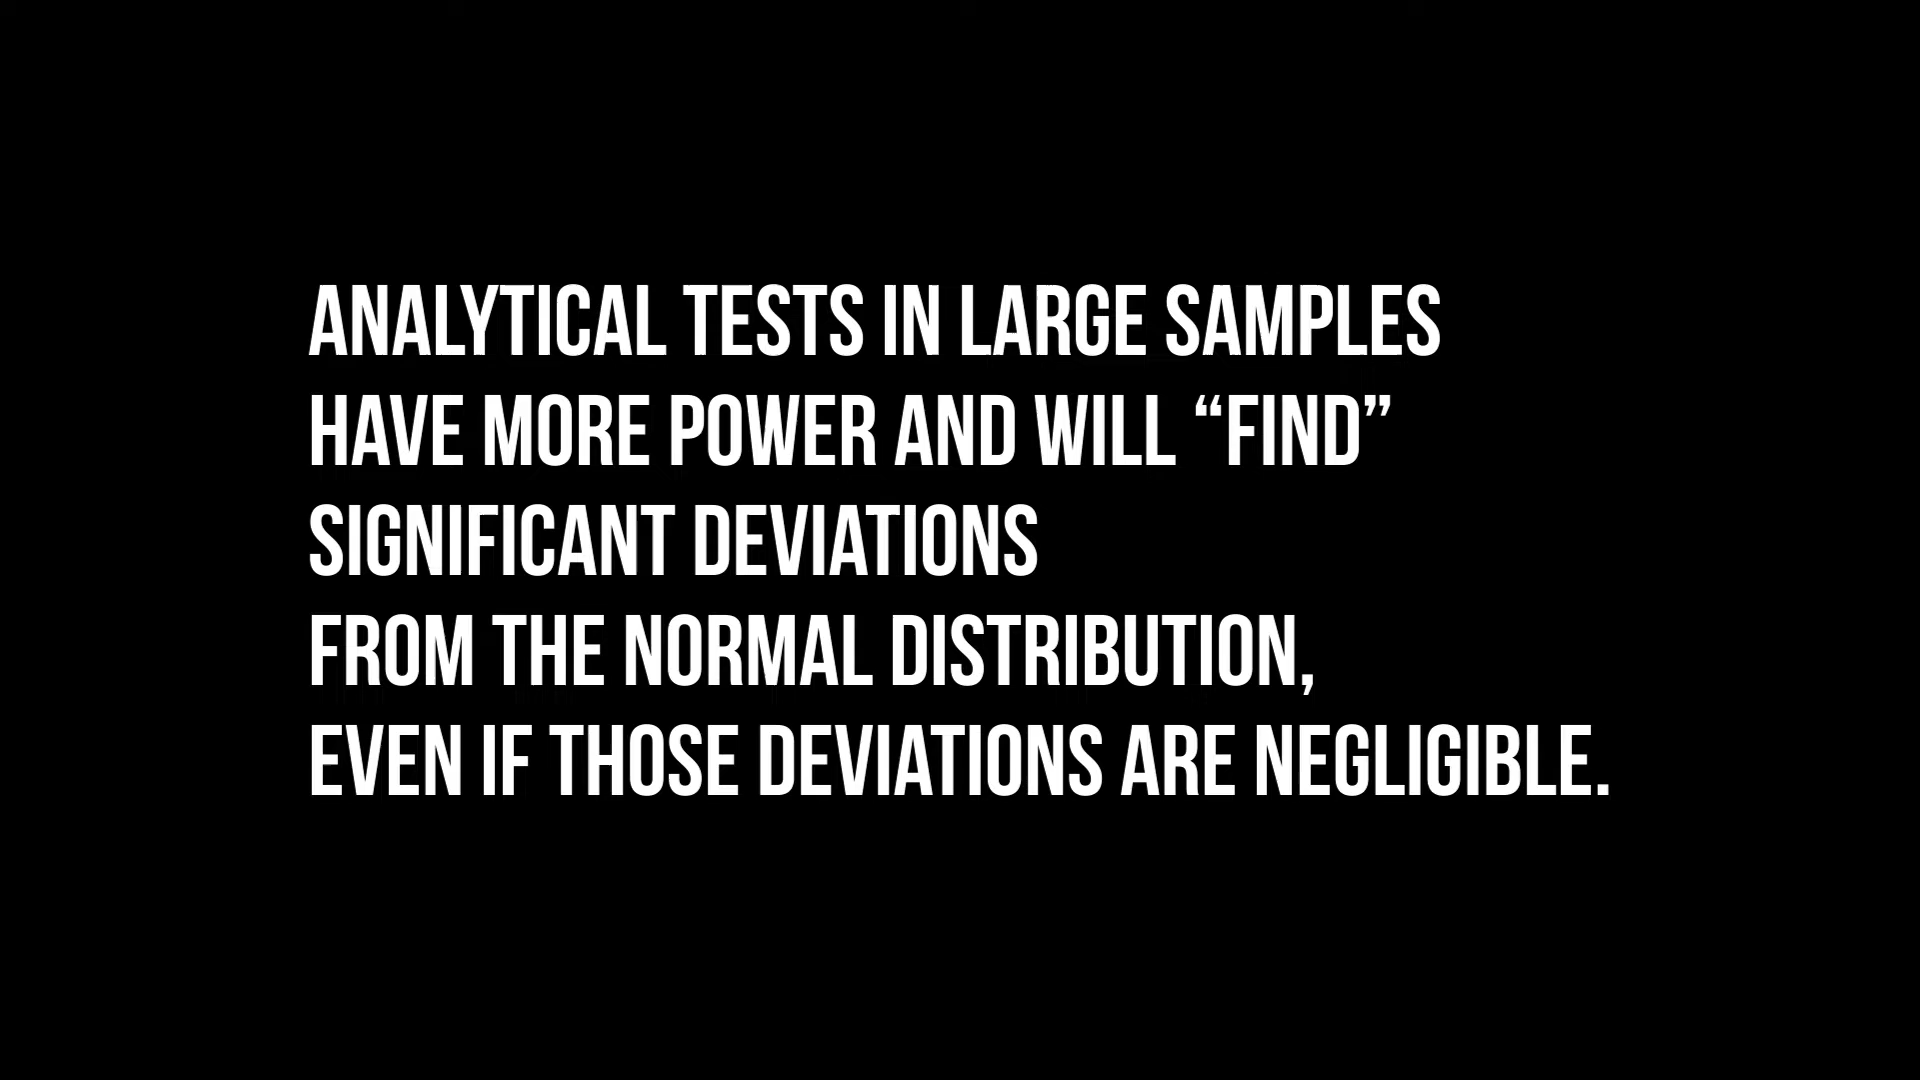 ANALYTICAL TESTS IN LARGE SAMPLES
HAVE MORE POWER AND WILL “FIND”
SIGNIFICANT DEVIATIONS
FROM THE NORMAL DISTRIBUTION,
EVEN IF THOSE DEVIATIONS ARE NEGLIGIBLE.